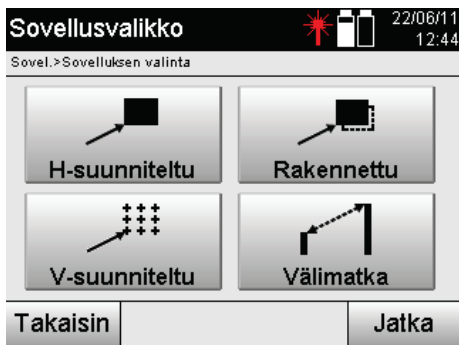 Sovellusvalikko
22/06/11
12:44
Sovel.>Sovelluksen valinta
H-suunniteltu
Rakennettu
V-suunniteltu
Välimatka
Takaisin
Jatka